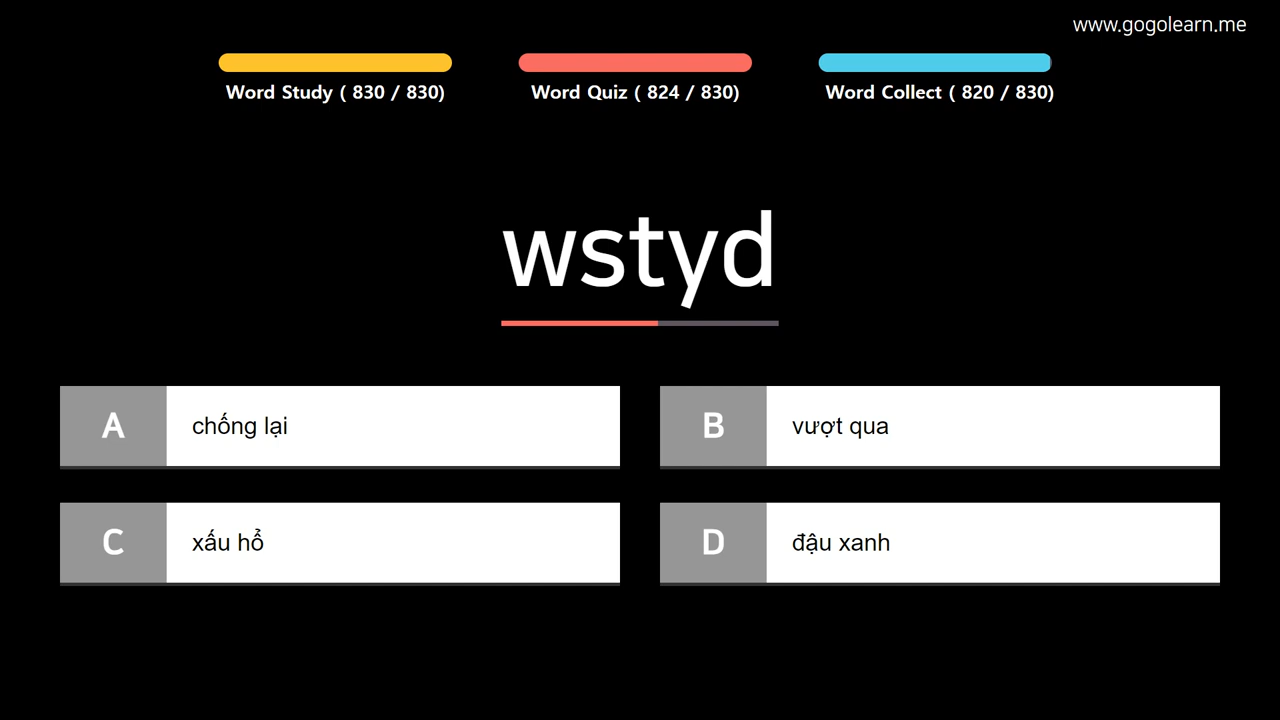 www.gogolearn.me
Word Study ( 830 / 830)
Word Quiz ( 824 / 830)
Word Collect ( 820 / 830)
wstyd
A chống lại
B vượt qua
C xấu hổ
D đậu xanh